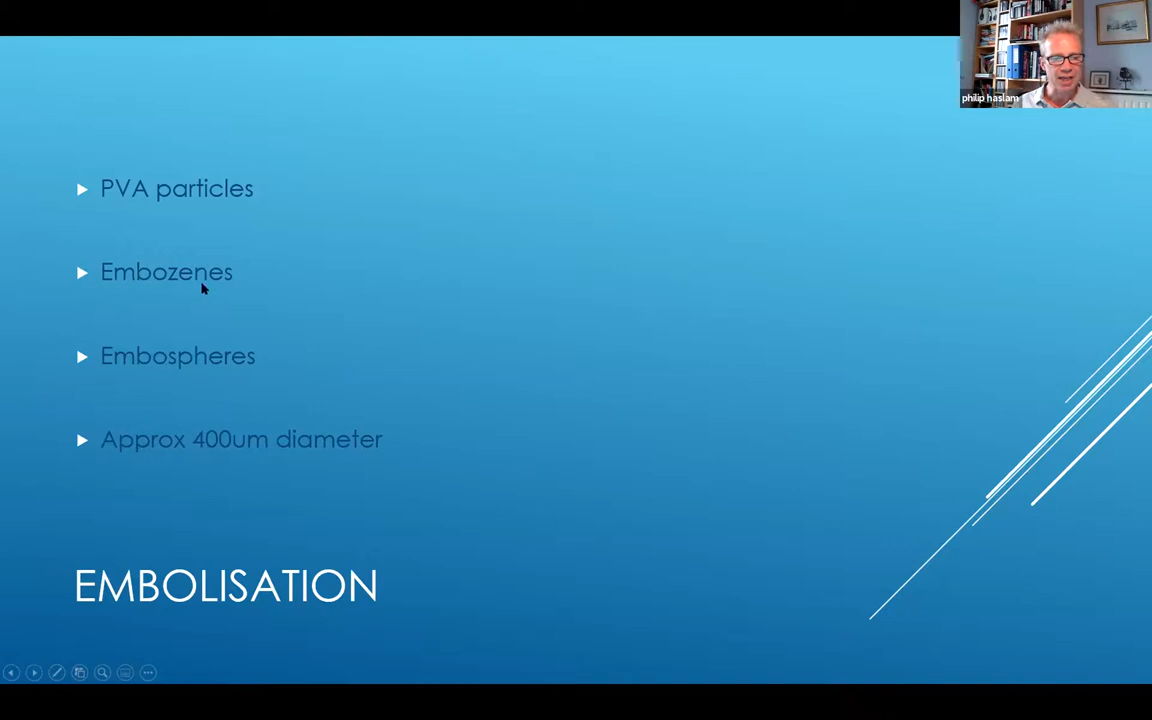 philip haslam
PVA particles
Embozenes
Embospheres
Approx 400um diameter
EMBOLISATION